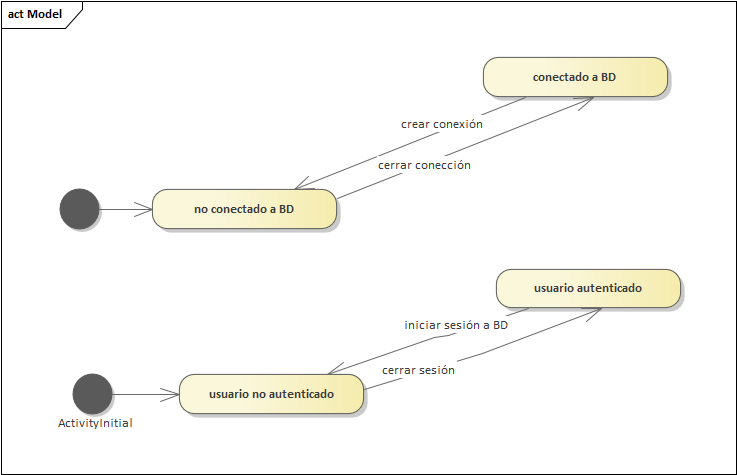 act Model
conectado a BD
crear conexión
cerrar conección
no conectado a BD
usuario autenticado
iniciar sesión a BD
cerrar sesión
usuario no autenticado
ActivityInitial